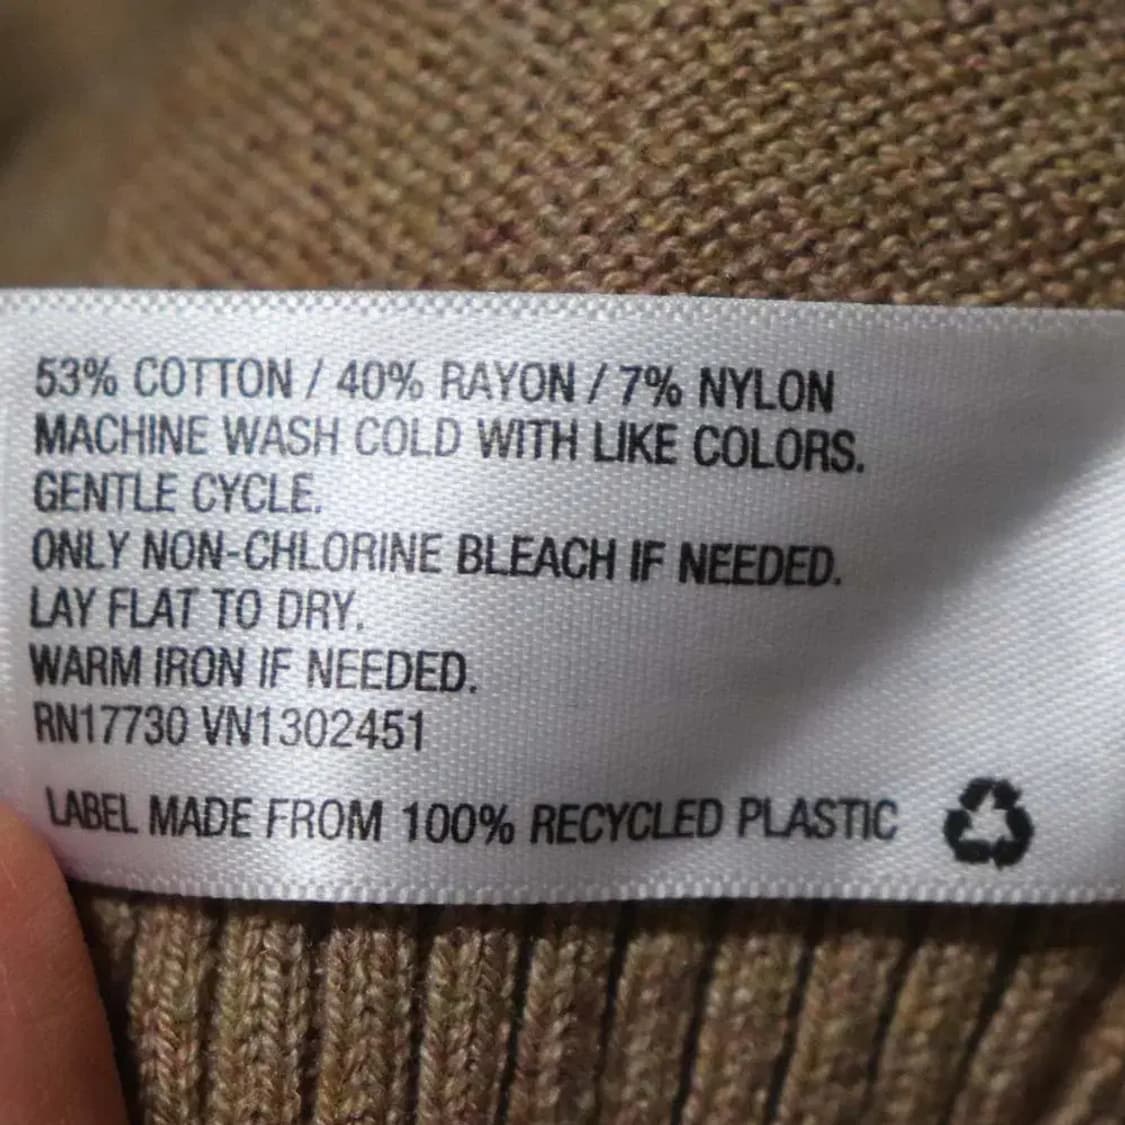 53% COTTON / 40% RAYON / 7% NYLON
MACHINE WASH COLD WITH LIKE COLORS.
GENTLE CYCLE.
ONLY NON-CHLORINE BLEACH IF NEEDED.
LAY FLAT TO DRY.
WARM IRON IF NEEDED.
RN17730 VN1302451
LABEL MADE FROM 100% RECYCLED PLASTIC